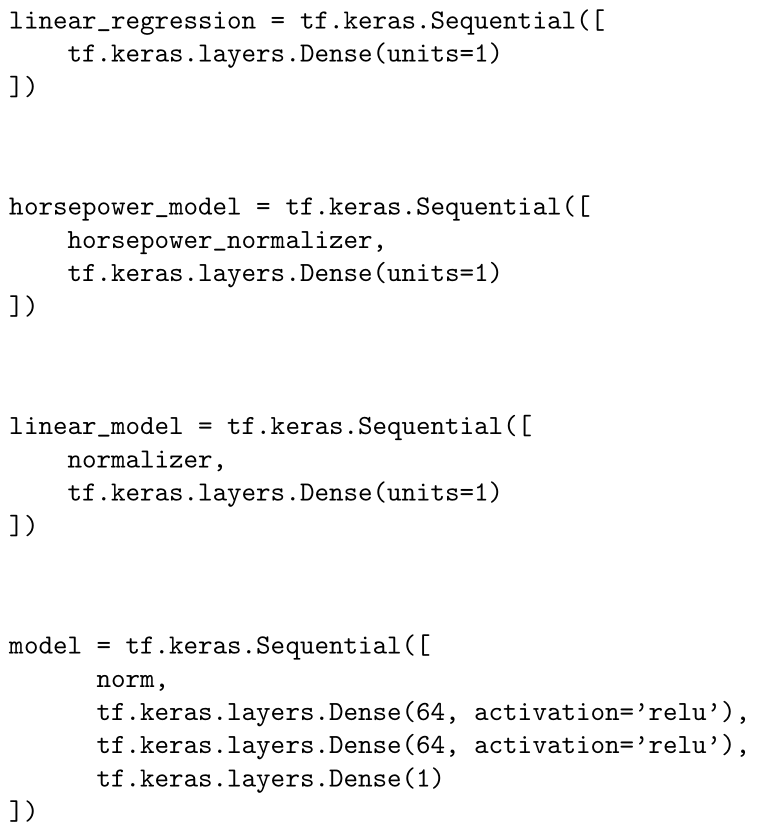 linear_regression = tf.keras.Sequential([
    tf.keras.layers.Dense(units=1)
])
horsepower_model = tf.keras.Sequential([
    horsepower_normalizer,
    tf.keras.layers.Dense(units=1)
])
linear_model = tf.keras.Sequential([
    normalizer,
    tf.keras.layers.Dense(units=1)
])
model = tf.keras.Sequential([
      norm,
      tf.keras.layers.Dense(64, activation=’relu’),
      tf.keras.layers.Dense(64, activation=’relu’),
      tf.keras.layers.Dense(1)
])